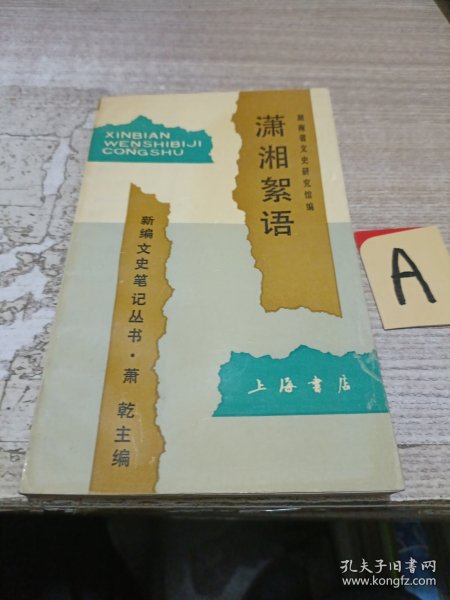 XINBIAN
WENSHIBIJI
CONGSHU
潇湘絮语
湖南省文史研究馆编
新编文史笔记丛书·萧乾主编
上海书店
A
孔夫子旧书网
www.kongfz.com